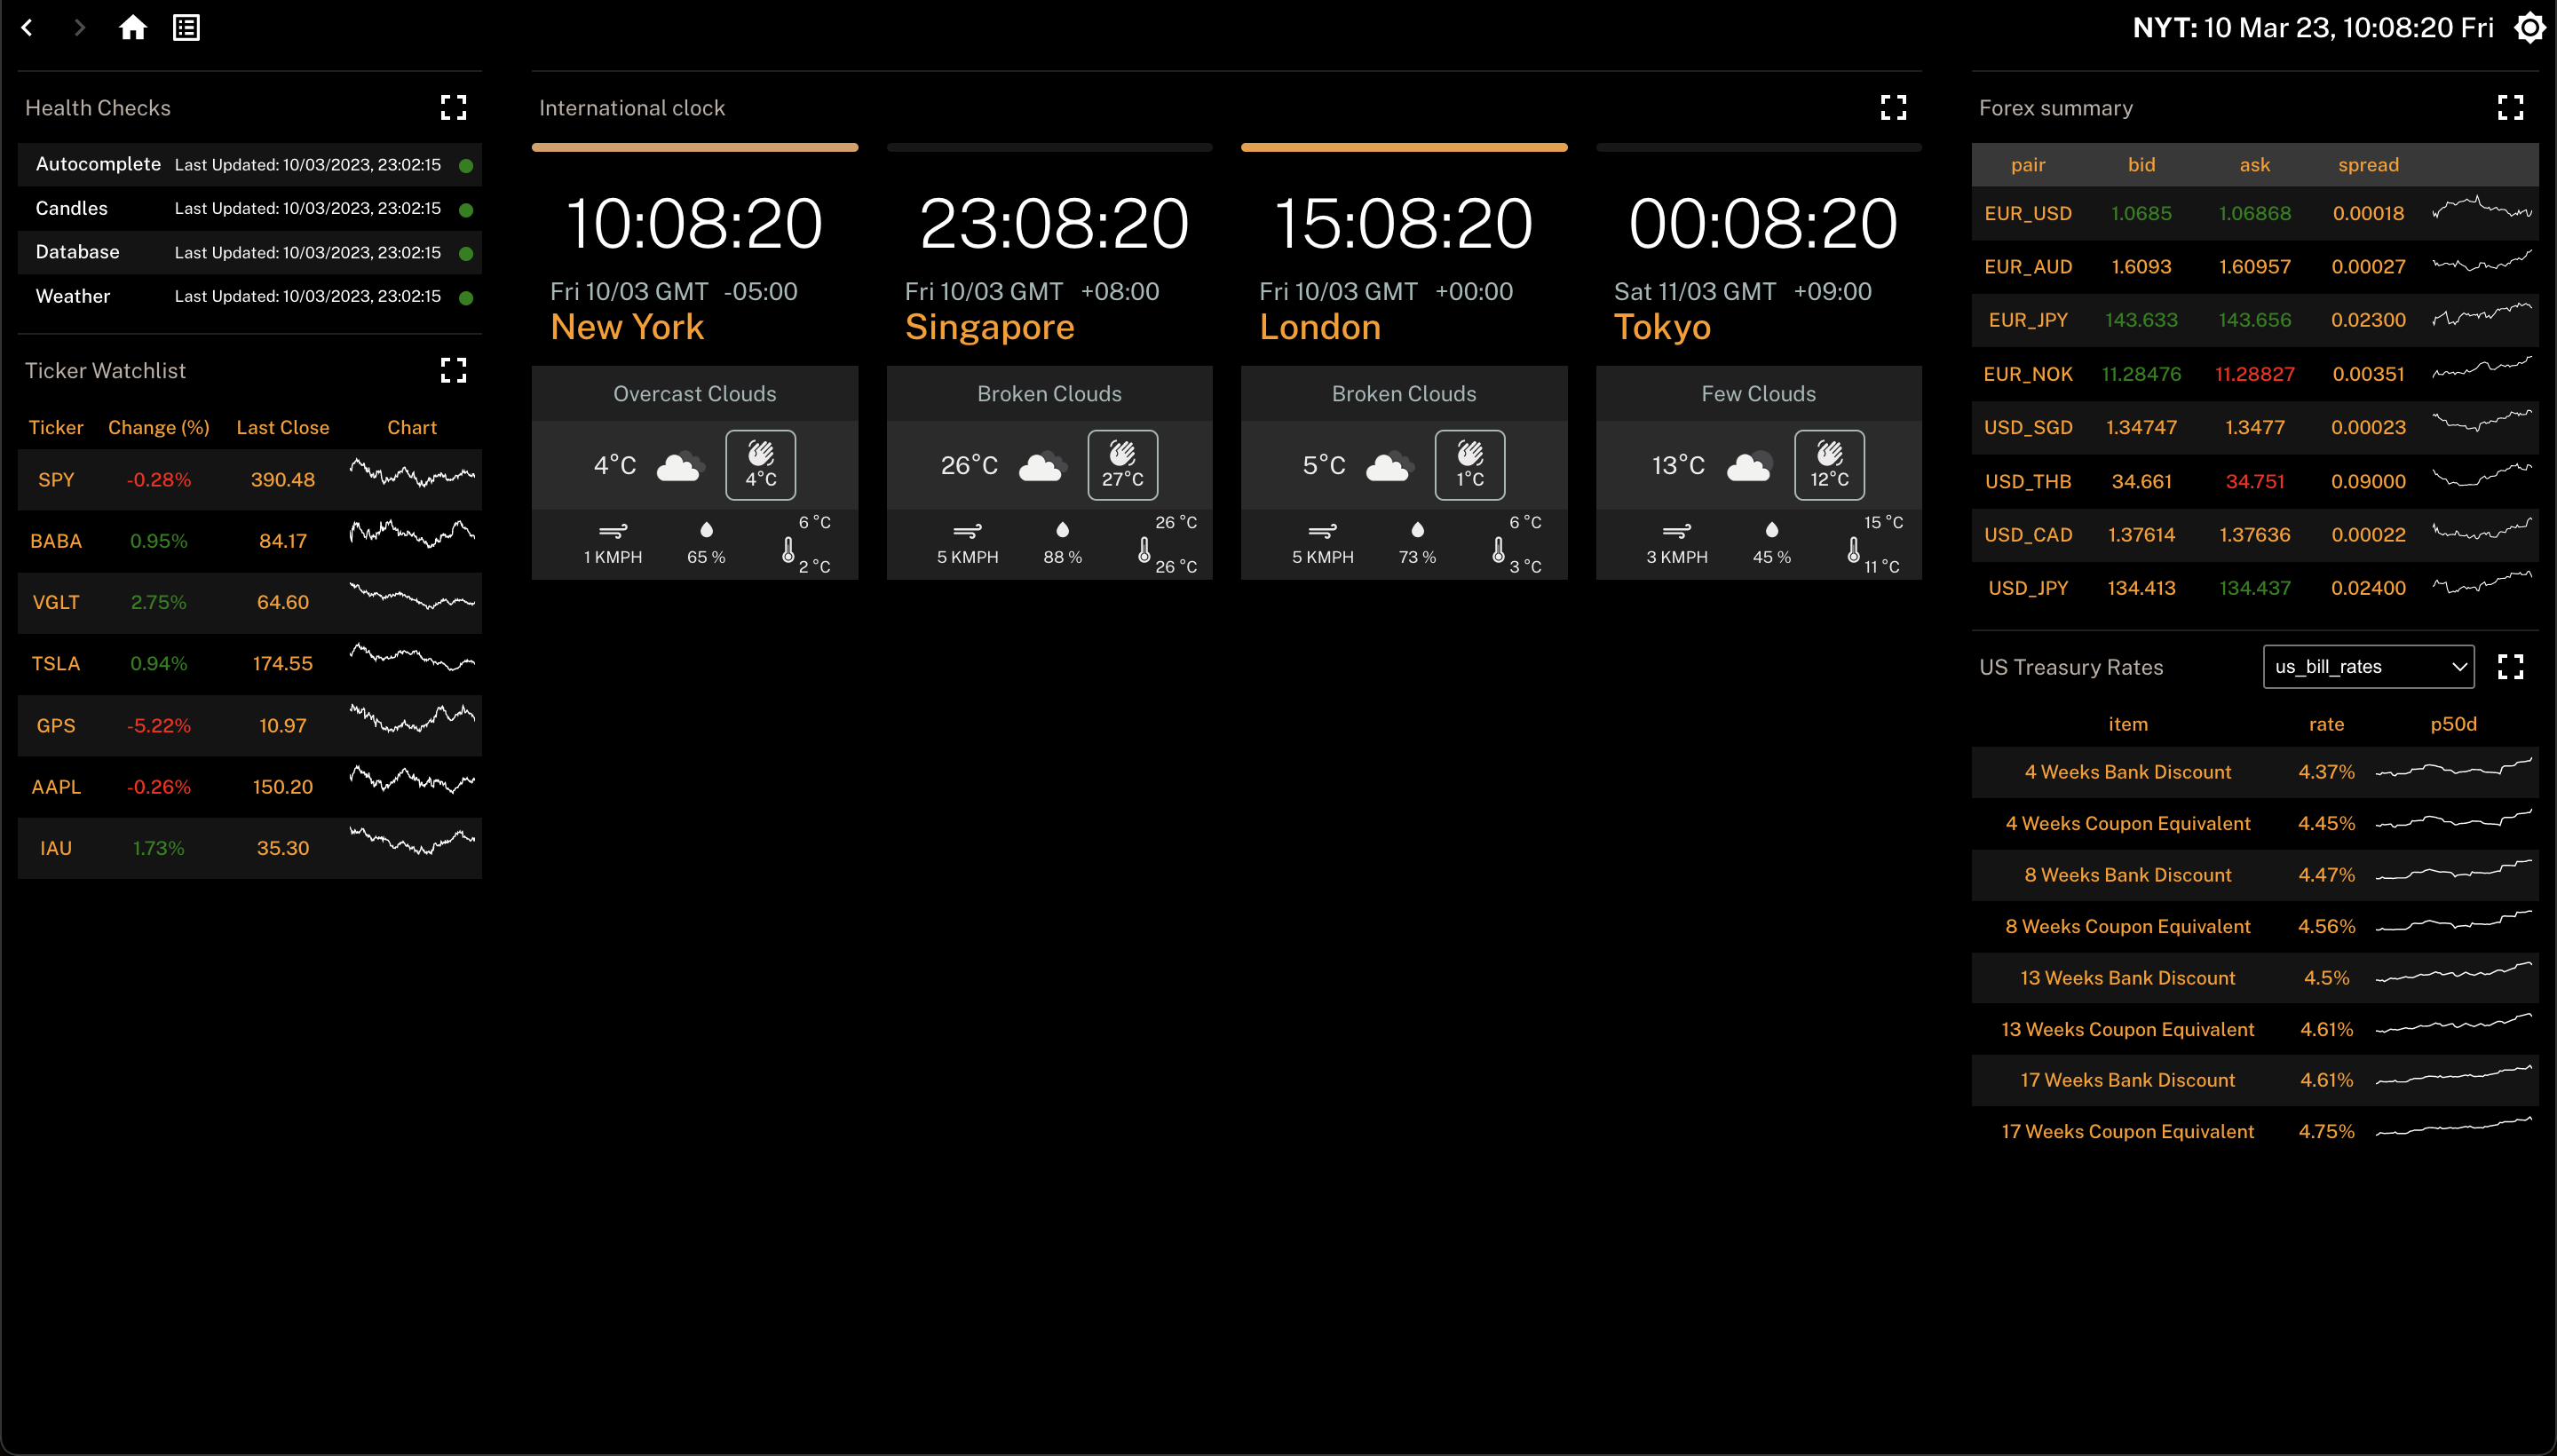 NYT: 10 Mar 23, 10:08:20 Fri
Health Checks
Autocomplete Last Updated: 10/03/2023, 23:02:15
Candles Last Updated: 10/03/2023, 23:02:15
Database Last Updated: 10/03/2023, 23:02:15
Weather Last Updated: 10/03/2023, 23:02:15
Ticker Watchlist
Ticker Change (%) Last Close Chart
SPY -0.28% 390.48
BABA 0.95% 84.17
VGLT 2.75% 64.60
TSLA 0.94% 174.55
GPS -5.22% 10.97
AAPL -0.26% 150.20
IAU 1.73% 35.30
International clock
10:08:20
Fri 10/03 GMT -05:00
New York
Overcast Clouds
4°C 4°C
1 KMPH 65 % 6 °C 2 °C
23:08:20
Fri 10/03 GMT +08:00
Singapore
Broken Clouds
26°C 27°C
5 KMPH 88 % 26 °C 26 °C
15:08:20
Fri 10/03 GMT +00:00
London
Broken Clouds
5°C 1°C
5 KMPH 73 % 6 °C 3 °C
00:08:20
Sat 11/03 GMT +09:00
Tokyo
Few Clouds
13°C 12°C
3 KMPH 45 % 15 °C 11 °C
Forex summary
pair bid ask spread
EUR_USD 1.0685 1.06868 0.00018
EUR_AUD 1.6093 1.60957 0.00027
EUR_JPY 143.633 143.656 0.02300
EUR_NOK 11.28476 11.28827 0.00351
USD_SGD 1.34747 1.3477 0.00023
USD_THB 34.661 34.751 0.09000
USD_CAD 1.37614 1.37636 0.00022
USD_JPY 134.413 134.437 0.02400
US Treasury Rates us_bill_rates
item rate p50d
4 Weeks Bank Discount 4.37%
4 Weeks Coupon Equivalent 4.45%
8 Weeks Bank Discount 4.47%
8 Weeks Coupon Equivalent 4.56%
13 Weeks Bank Discount 4.5%
13 Weeks Coupon Equivalent 4.61%
17 Weeks Bank Discount 4.61%
17 Weeks Coupon Equivalent 4.75%